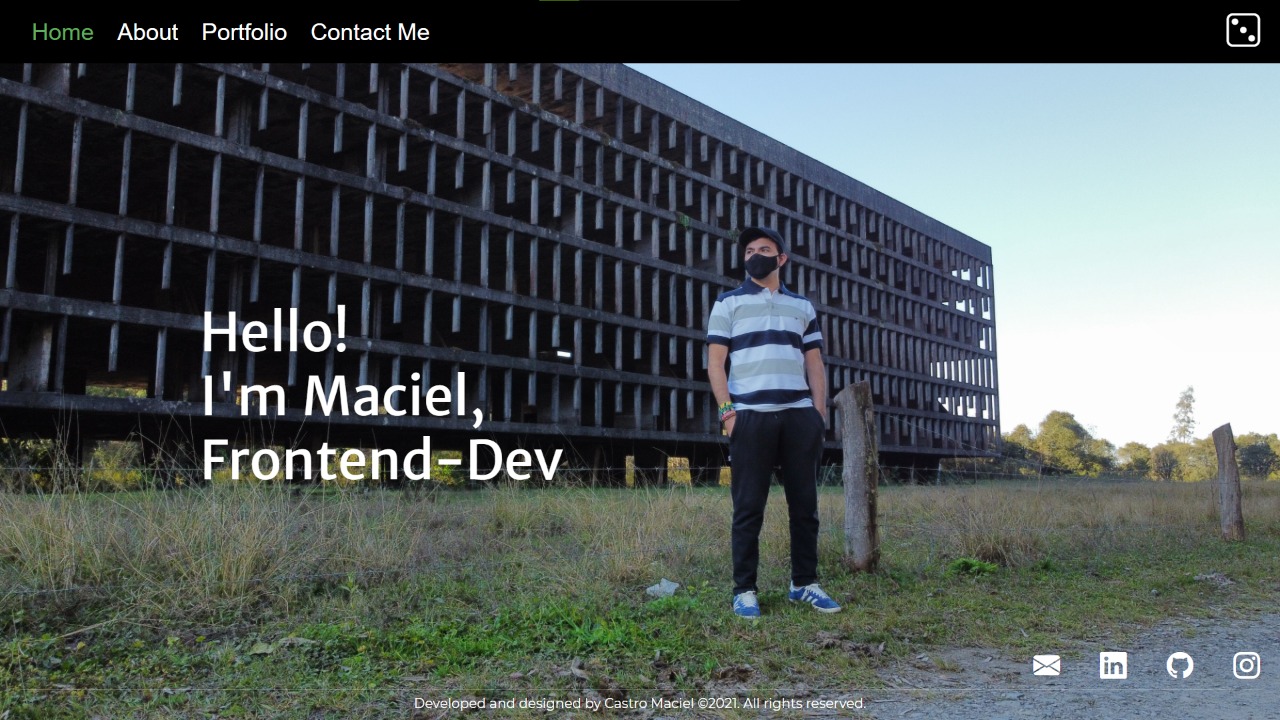 Home About Portfolio Contact Me
Hello!
I'm Maciel,
Frontend-Dev
in
Developed and designed by Castro Maciel ©2021. All rights reserved.